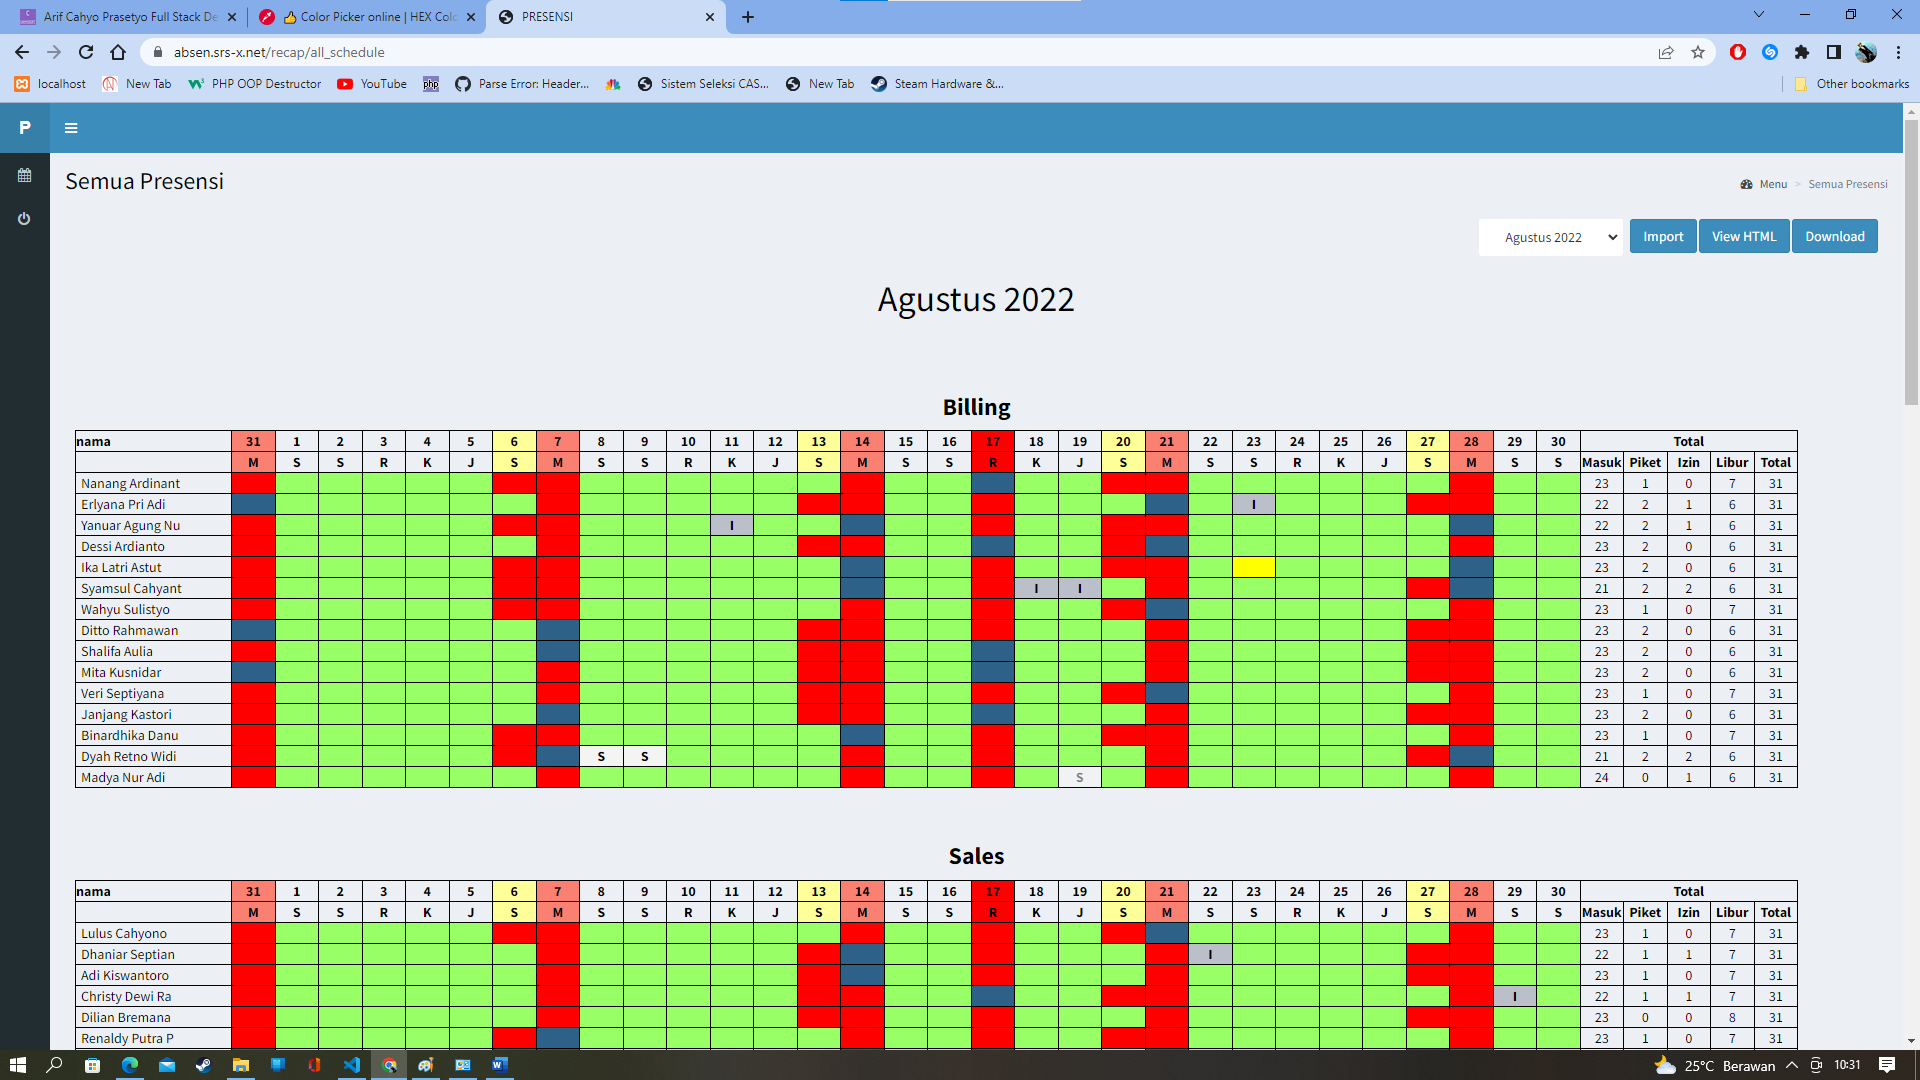 Arif Cahyo Prasetyo Full Stack De
👍 Color Picker online | HEX Colo
PRESENSI
absen.srs-x.net/recap/all_schedule
localhost New Tab PHP OOP Destructor YouTube php Parse Error: Header... Sistem Seleksi CAS... New Tab Steam Hardware &... Other bookmarks
P
Semua Presensi
Menu > Semua Presensi
Agustus 2022 Import View HTML Download
Agustus 2022
Billing
nama 31 1 2 3 4 5 6 7 8 9 10 11 12 13 14 15 16 17 18 19 20 21 22 23 24 25 26 27 28 29 30 Total
M S S R K J S M S S R K J S M S S R K J S M S S R K J S M S S Masuk Piket Izin Libur Total
Nanang Ardinant 23 1 0 7 31
Erlyana Pri Adi I 22 2 1 6 31
Yanuar Agung Nu I 22 2 1 6 31
Dessi Ardianto 23 2 0 6 31
Ika Latri Astut 23 2 0 6 31
Syamsul Cahyant I I 21 2 2 6 31
Wahyu Sulistyo 23 1 0 7 31
Ditto Rahmawan 23 2 0 6 31
Shalifa Aulia 23 2 0 6 31
Mita Kusnidar 23 2 0 6 31
Veri Septiyana 23 1 0 7 31
Janjang Kastori 23 2 0 6 31
Binardhika Danu 23 1 0 7 31
Dyah Retno Widi S S 21 2 2 6 31
Madya Nur Adi S 24 0 1 6 31
Sales
nama 31 1 2 3 4 5 6 7 8 9 10 11 12 13 14 15 16 17 18 19 20 21 22 23 24 25 26 27 28 29 30 Total
M S S R K J S M S S R K J S M S S R K J S M S S R K J S M S S Masuk Piket Izin Libur Total
Lulus Cahyono 23 1 0 7 31
Dhaniar Septian I 22 1 1 7 31
Adi Kiswantoro 23 1 0 7 31
Christy Dewi Ra I 22 1 1 7 31
Dilian Bremana 23 0 0 8 31
Renaldy Putra P 23 1 0 7 31
25°C Berawan 10:31